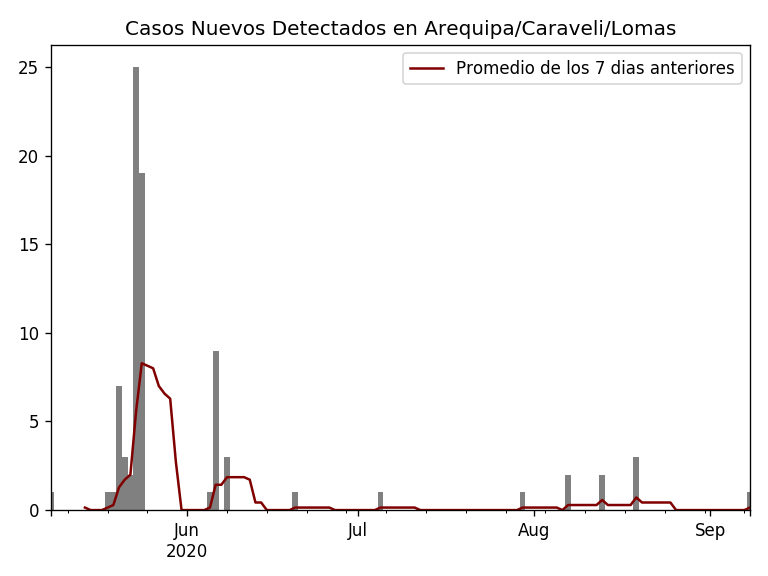 Casos Nuevos Detectados en Arequipa/Caraveli/Lomas
Promedio de los 7 dias anteriores
25
20
15
10
5
0
Jun Jul Aug Sep
2020